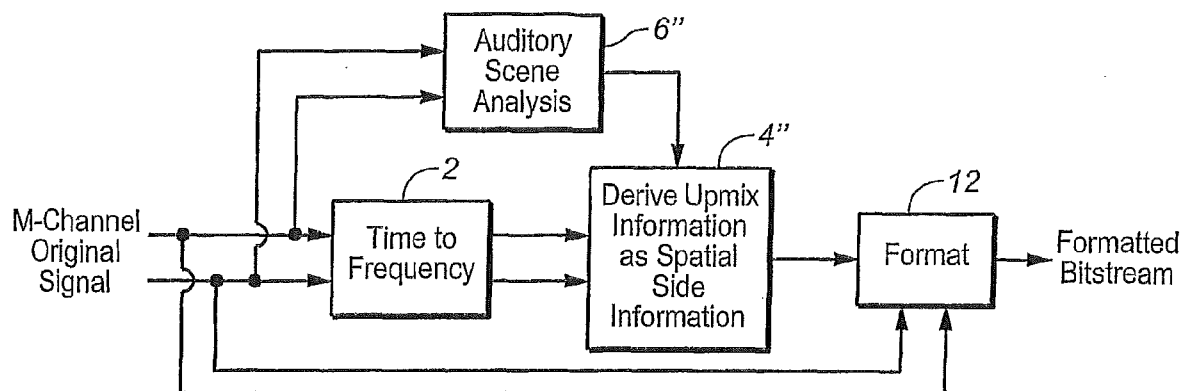 Auditory
Scene
Analysis
6”
4”
2
12
M-Channel
Original
Signal
Time to
Frequency
Derive Upmix
Information
as Spatial
Side
Information
Format
Formatted
Bitstream